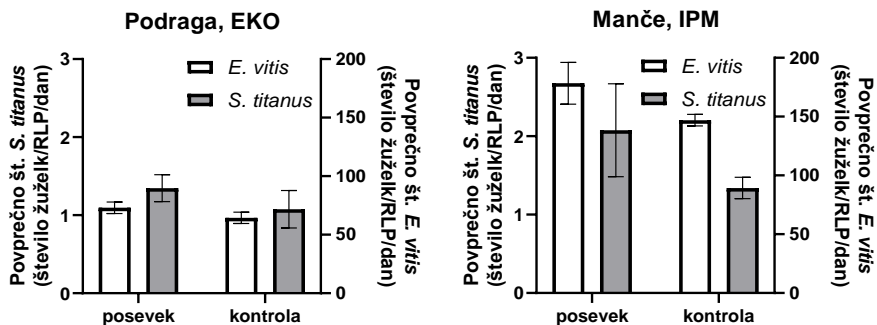 Podraga, EKO
Povprečno št. S. titanus
(število žuželk/RLP/dan)
3
2
1
0
E. vitis
S. titanus
200
150
100
50
0
Povprečno št. E. vitis
(število žuželk/RLP/dan)
posevek
kontrola
Manče, IPM
Povprečno št. S. titanus
(število žuželk/RLP/dan)
3
2
1
0
E. vitis
S. titanus
200
150
100
50
0
Povprečno št. E. vitis
(število žuželk/RLP/dan)
posevek
kontrola